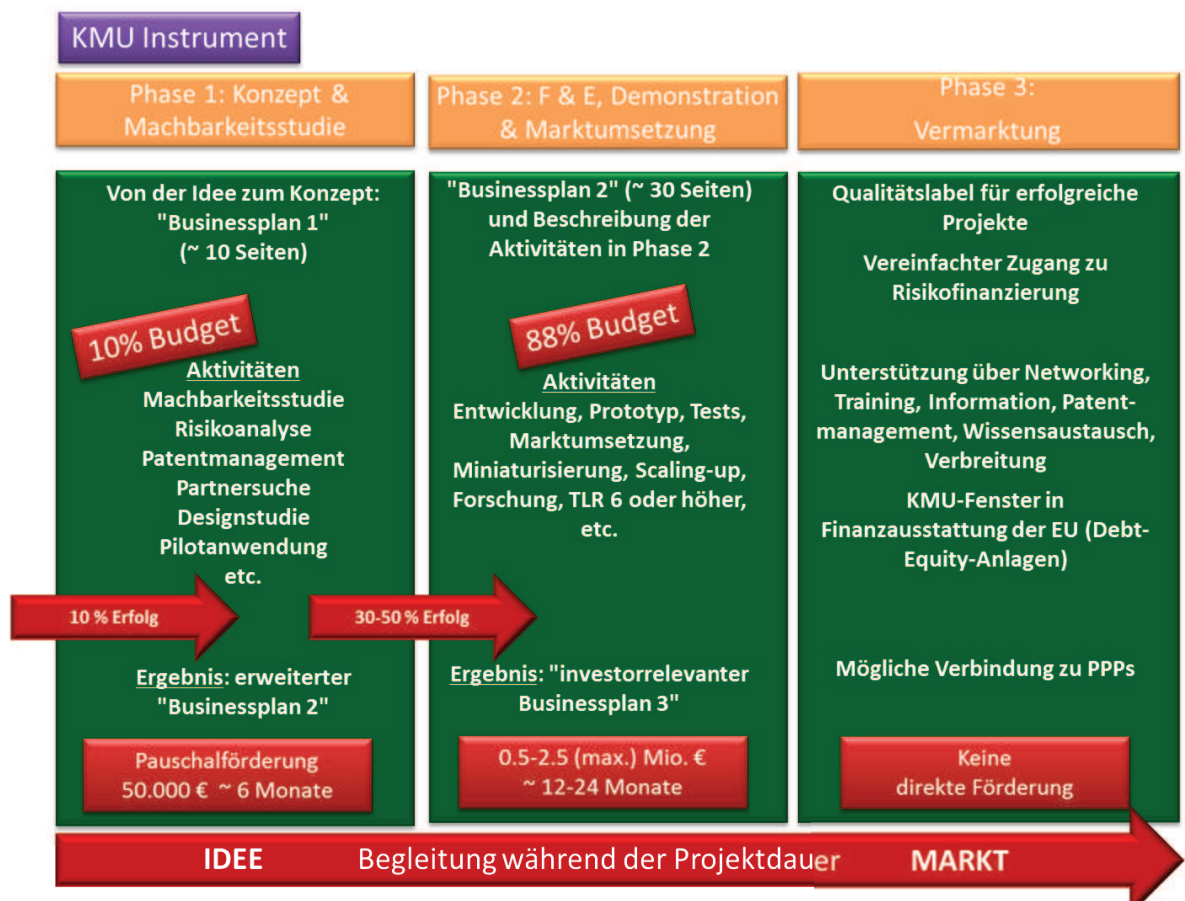 KMU Instrument
Phase 1: Konzept &
Machbarkeitsstudie
Von der Idee zum Konzept:
"Businessplan 1"
(~ 10 Seiten)
10% Budget
Aktivitäten
Machbarkeitsstudie
Risikoanalyse
Patentmanagement
Partnersuche
Designstudie
Pilotanwendung
etc.
10 % Erfolg
Ergebnis: erweiterter
"Businessplan 2"
Pauschalförderung
50.000 € ~ 6 Monate
Phase 2: F & E, Demonstration
& Marktumsetzung
"Businessplan 2" (~ 30 Seiten)
und Beschreibung der
Aktivitäten in Phase 2
88% Budget
Aktivitäten
Entwicklung, Prototyp, Tests,
Marktumsetzung,
Miniaturisierung, Scaling-up,
Forschung, TLR 6 oder höher,
etc.
30-50 % Erfolg
Ergebnis: "investorrelevanter
Businessplan 3"
0.5-2.5 (max.) Mio. €
~ 12-24 Monate
Phase 3:
Vermarktung
Qualitätslabel für erfolgreiche
Projekte
Vereinfachter Zugang zu
Risikofinanzierung
Unterstützung über Networking,
Training, Information, Patent-
management, Wissensaustausch,
Verbreitung
KMU-Fenster in
Finanzausstattung der EU (Debt-
Equity-Anlagen)
Mögliche Verbindung zu PPPs
Keine
direkte Förderung
IDEE Begleitung während der Projektdauer MARKT